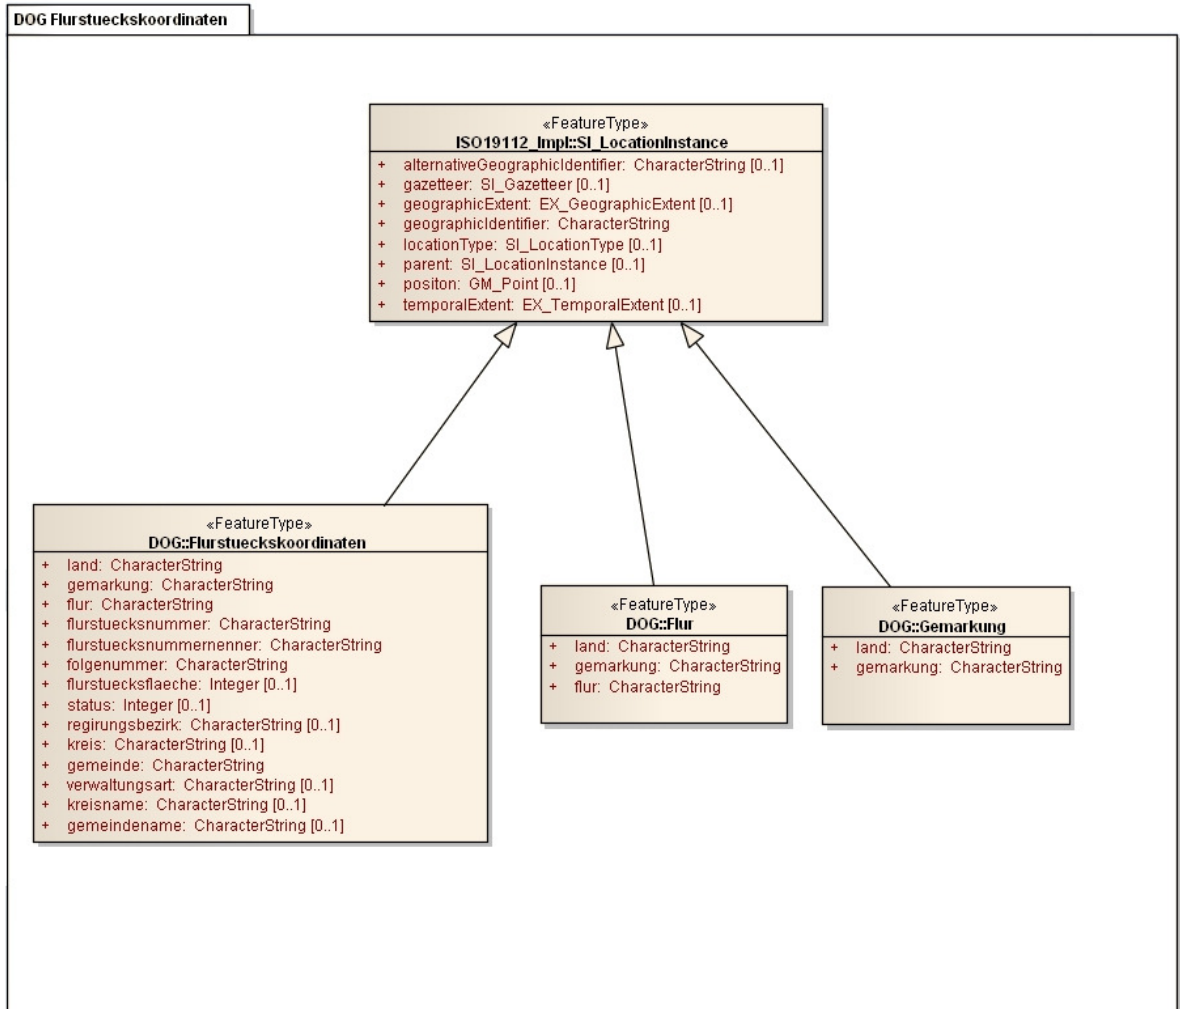 DOG Flurstueckskoordinaten
«FeatureType»
ISO19112_Impl::SI_LocationInstance
+ alternativeGeographicIdentifier: CharacterString [0..1]
+ gazetteer: SI_Gazetteer [0..1]
+ geographicExtent: EX_GeographicExtent [0..1]
+ geographicIdentifier: CharacterString
+ locationType: SI_LocationType [0..1]
+ parent: SI_LocationInstance [0..1]
+ positon: GM_Point [0..1]
+ temporalExtent: EX_TemporalExtent [0..1]
«FeatureType»
DOG::Flurstueckskoordinaten
+ land: CharacterString
+ gemarkung: CharacterString
+ flur: CharacterString
+ flurstuecksnummer: CharacterString
+ flurstuecksnummernenner: CharacterString
+ folgenummer: CharacterString
+ flurstuecksflaeche: Integer [0..1]
+ status: Integer [0..1]
+ regirungsbezirk: CharacterString [0..1]
+ kreis: CharacterString [0..1]
+ gemeinde: CharacterString
+ verwaltungsart: CharacterString [0..1]
+ kreisname: CharacterString [0..1]
+ gemeindename: CharacterString [0..1]
«FeatureType»
DOG::Flur
+ land: CharacterString
+ gemarkung: CharacterString
+ flur: CharacterString
«FeatureType»
DOG::Gemarkung
+ land: CharacterString
+ gemarkung: CharacterString